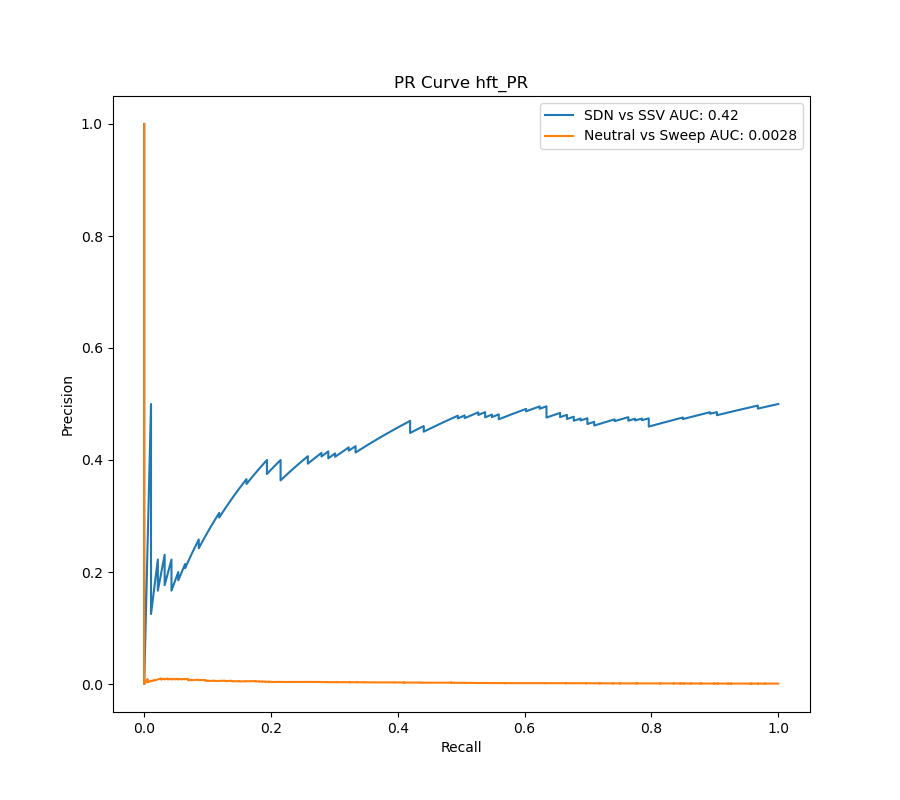 PR Curve hft_PR
SDN vs SSV AUC: 0.42
Neutral vs Sweep AUC: 0.0028
1.0
0.8
0.6
0.4
0.2
0.0
Precision
0.0 0.2 0.4 0.6 0.8 1.0
Recall